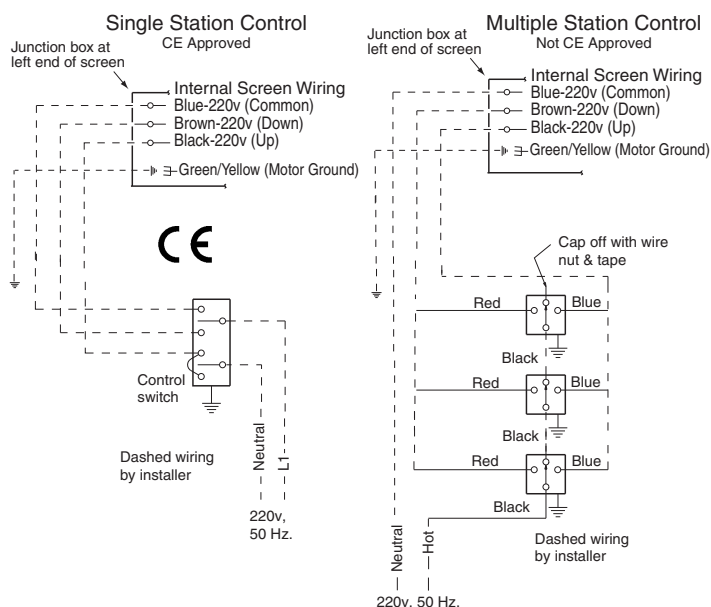 Single Station Control
CE Approved
Junction box at
left end of screen
Internal Screen Wiring
Blue-220v (Common)
Brown-220v (Down)
Black-220v (Up)
Green/Yellow (Motor Ground)
CE
Control
switch
Dashed wiring
by installer
Neutral
L1
220v,
50 Hz.
Multiple Station Control
Not CE Approved
Junction box at
left end of screen
Internal Screen Wiring
Blue-220v (Common)
Brown-220v (Down)
Black-220v (Up)
Green/Yellow (Motor Ground)
Cap off with wire
nut & tape
Red
Blue
Black
Red
Blue
Black
Red
Blue
Black
Neutral
Hot
Dashed wiring
by installer
220v, 50 Hz.